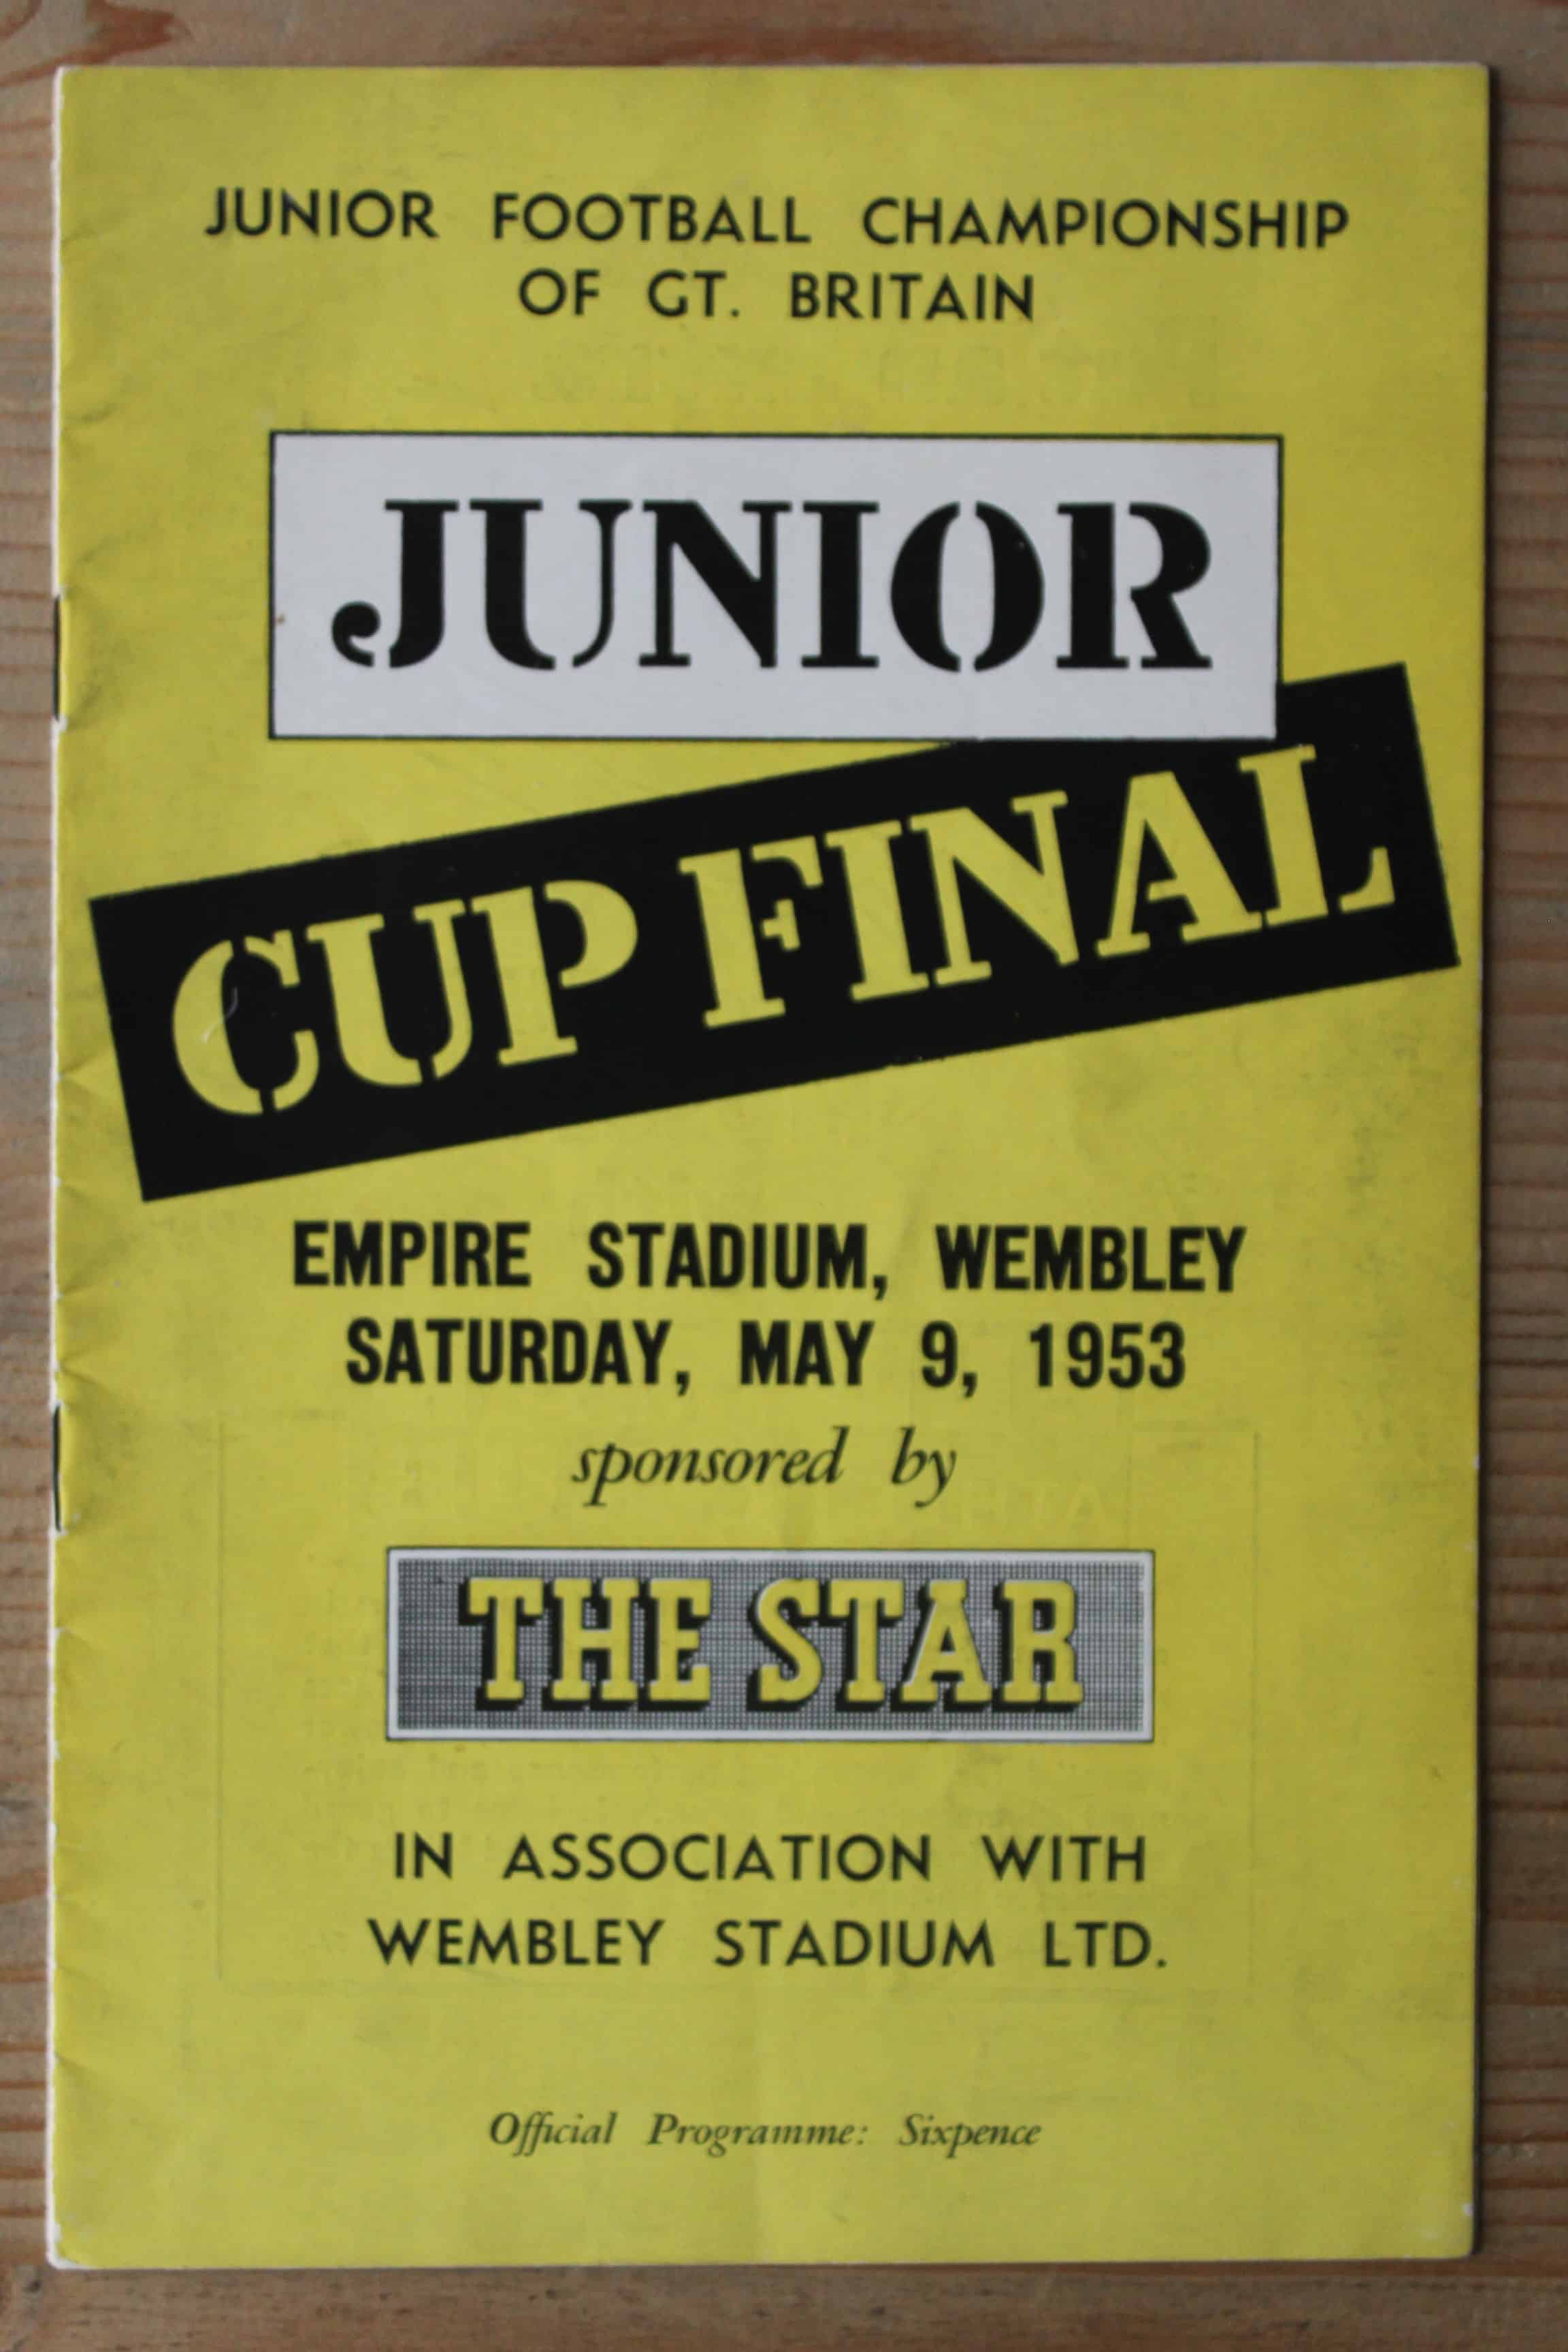 JUNIOR FOOTBALL CHAMPIONSHIP
OF GT. BRITAIN
JUNIOR
CUP FINAL
EMPIRE STADIUM, WEMBLEY
SATURDAY, MAY 9, 1953
sponsored by
THE STAR
IN ASSOCIATION WITH
WEMBLEY STADIUM LTD.
Official Programme: Sixpence